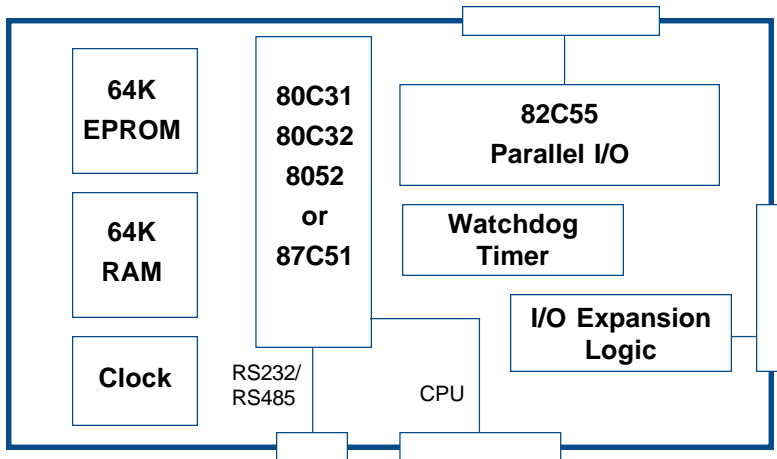 64K
EPROM
80C31
80C32
8052
or
87C51
82C55
Parallel I/O
64K
RAM
Watchdog
Timer
I/O Expansion
Logic
Clock
RS232/
RS485
CPU